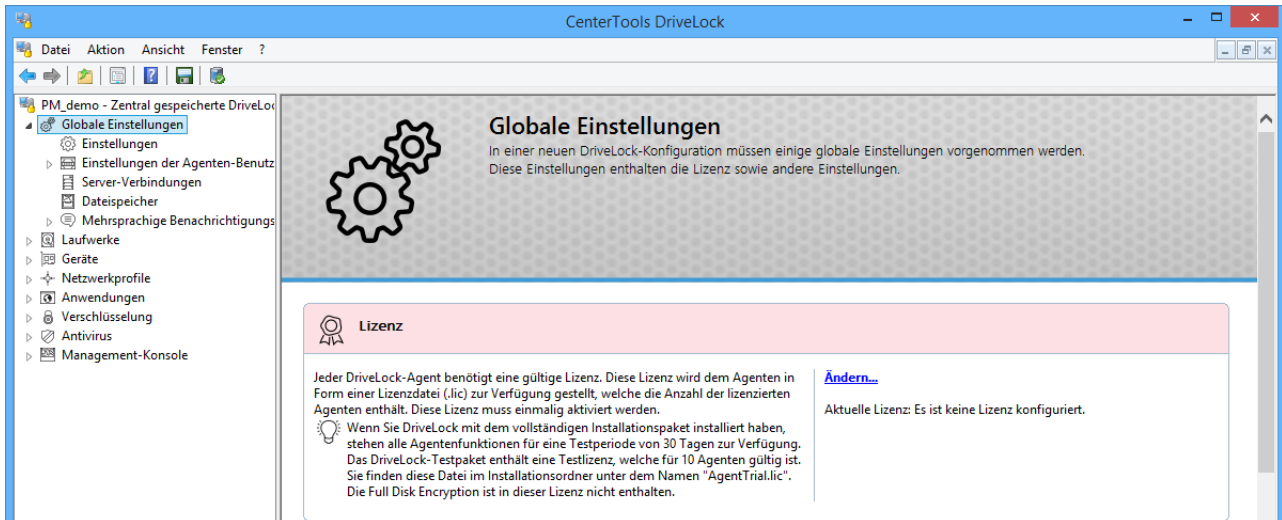 CenterTools DriveLock
Datei Aktion Ansicht Fenster ?
PM_demo - Zentral gespeicherte DriveLo
Globale Einstellungen
Einstellungen
Einstellungen der Agenten-Benutz
Server-Verbindungen
Dateispeicher
Mehrsprachige Benachrichtigungs
Laufwerke
Geräte
Netzwerkprofile
Anwendungen
Verschlüsselung
Antivirus
Management-Konsole
Globale Einstellungen
In einer neuen DriveLock-Konfiguration müssen einige globale Einstellungen vorgenommen werden.
Diese Einstellungen enthalten die Lizenz sowie andere Einstellungen.
Lizenz
Jeder DriveLock-Agent benötigt eine gültige Lizenz. Diese Lizenz wird dem Agenten in
Form einer Lizenzdatei (.lic) zur Verfügung gestellt, welche die Anzahl der lizenzierten
Agenten enthält. Diese Lizenz muss einmalig aktiviert werden.
Wenn Sie DriveLock mit dem vollständigen Installationspaket installiert haben,
stehen alle Agentenfunktionen für eine Testperiode von 30 Tagen zur Verfügung.
Das DriveLock-Testpaket enthält eine Testlizenz, welche für 10 Agenten gültig ist.
Sie finden diese Datei im Installationsordner unter dem Namen "AgentTrial.lic".
Die Full Disk Encryption ist in dieser Lizenz nicht enthalten.
Ändern...
Aktuelle Lizenz: Es ist keine Lizenz konfiguriert.